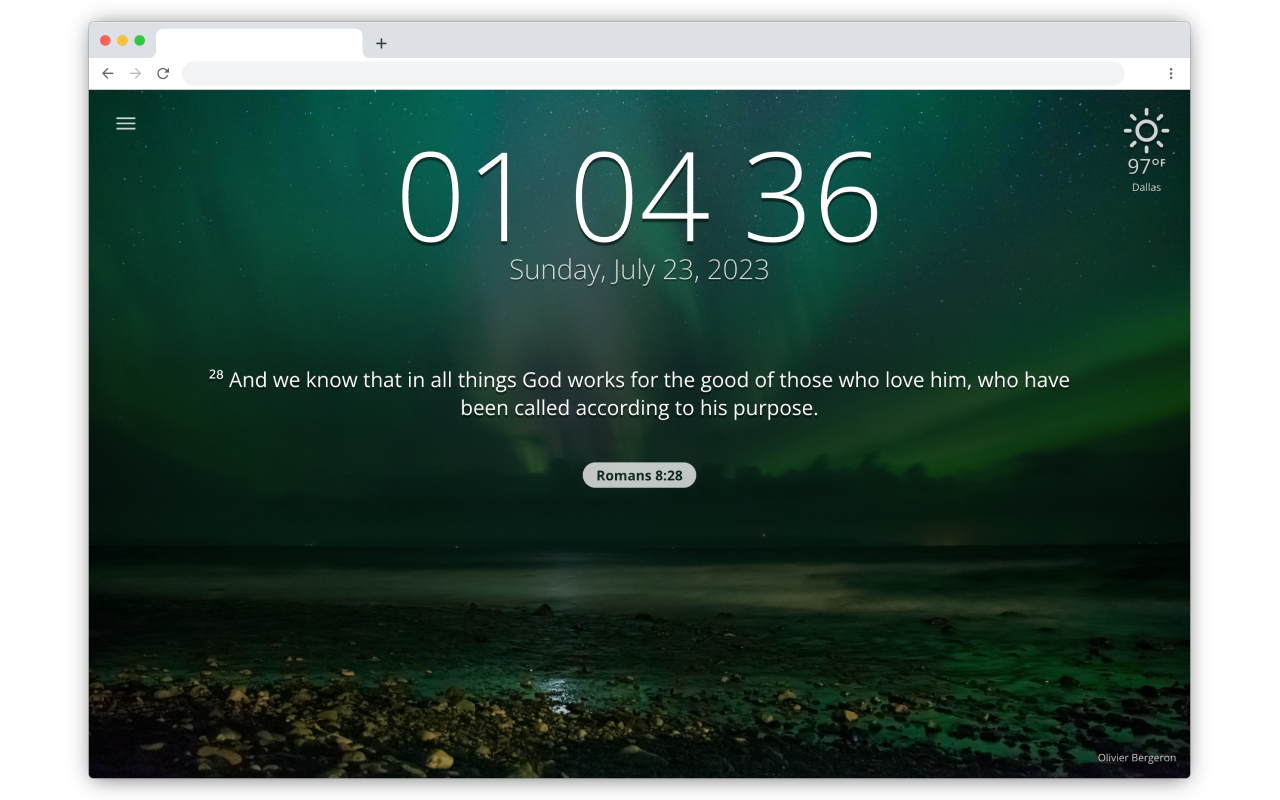 97°F
Dallas
01 04 36
Sunday, July 23, 2023
28 And we know that in all things God works for the good of those who love him, who have
been called according to his purpose.
Romans 8:28
Olivier Bergeron